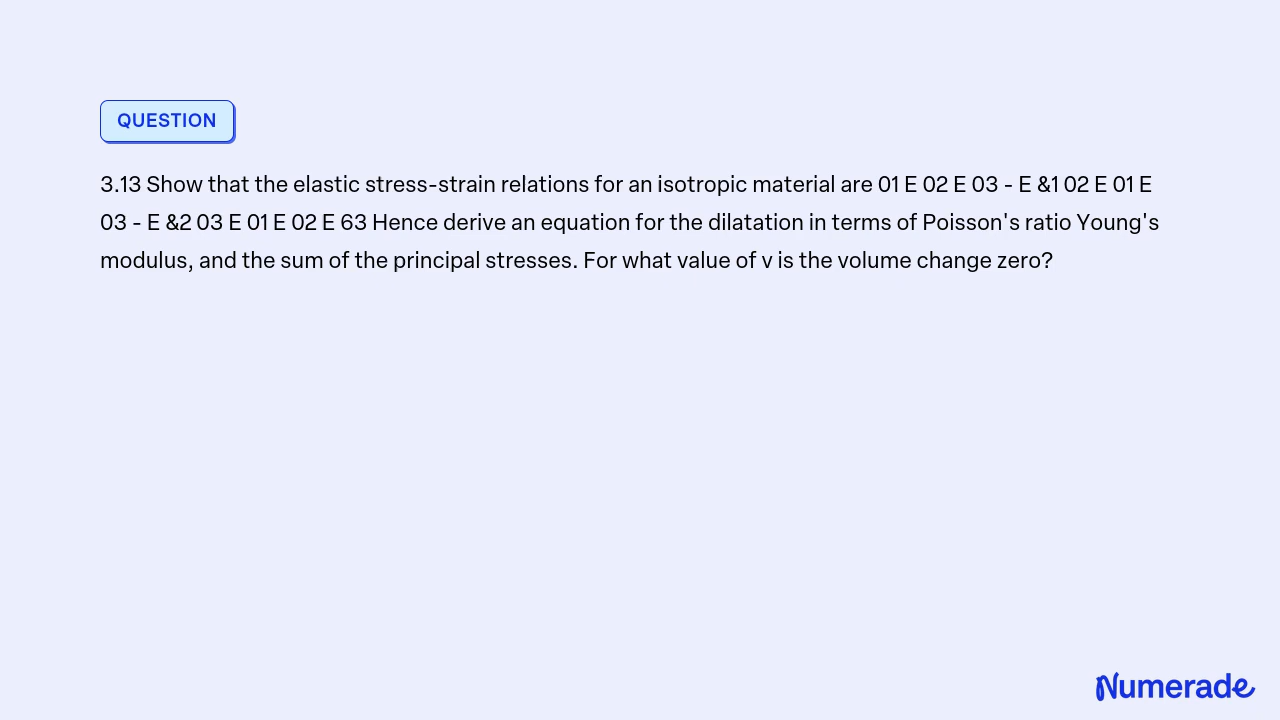 QUESTION
3.13 Show that the elastic stress-strain relations for an isotropic material are 01 E 02 E 03 - E &1 02 E 01 E
03 - E &2 03 E 01 E 02 E 63 Hence derive an equation for the dilatation in terms of Poisson's ratio Young's
modulus, and the sum of the principal stresses. For what value of v is the volume change zero?
Numerade